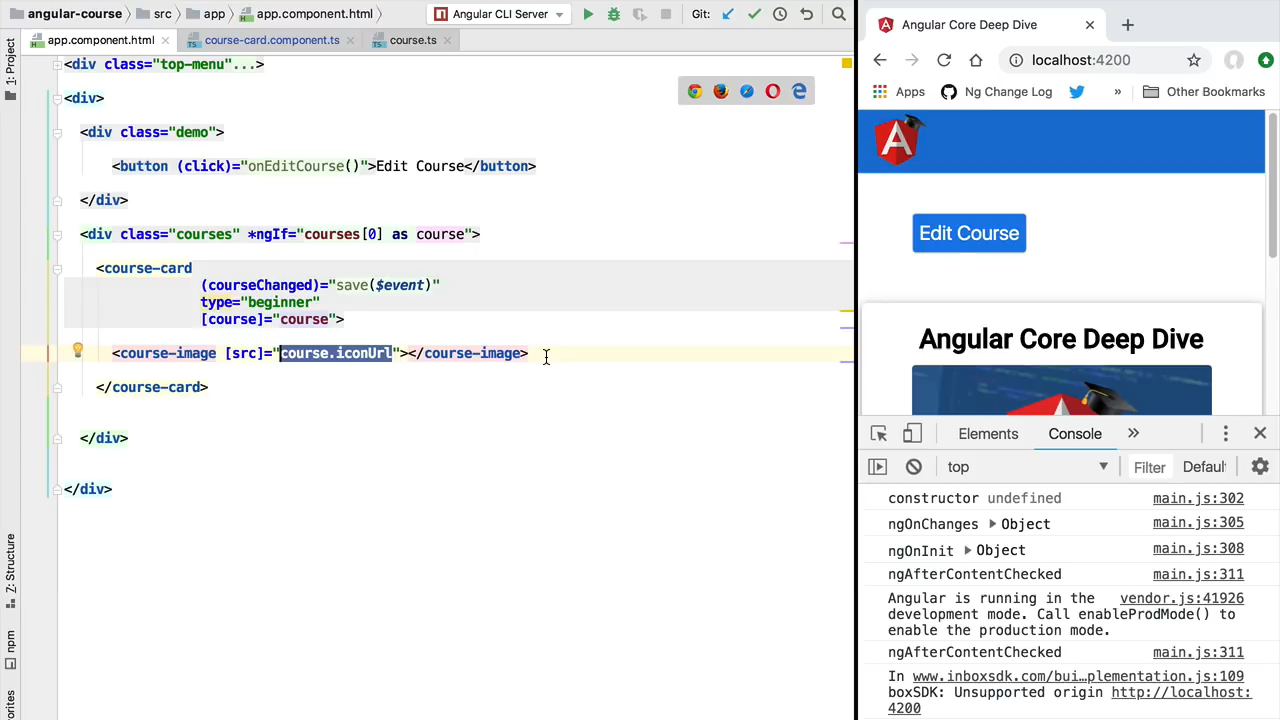 angular-course
src
app
app.component.html
Angular CLI Server
Git:
app.component.html
course-card.component.ts
course.ts
1: Project
Z: Structure
npm
<div class="top-menu"...>
<div>
<div class="demo">
<button (click)="onEditCourse()">Edit Course</button>
</div>
<div class="courses" *ngIf="courses[0] as course">
<course-card
(courseChanged)="save($event)"
type="beginner"
[course]="course">
<course-image [src]="course.iconUrl"></course-image>
</course-card>
</div>
</div>
Angular Core Deep Dive
localhost:4200
Apps
Ng Change Log
»
Other Bookmarks
Edit Course
Angular Core Deep Dive
Elements
Console
»
top
Filter
Default
constructor undefined main.js:302
ngOnChanges ▶ Object main.js:305
ngOnInit ▶ Object main.js:308
ngAfterContentChecked main.js:311
Angular is running in the vendor.js:41926
development mode. Call enableProdMode() to
enable the production mode.
ngAfterContentChecked main.js:311
In www.inboxsdk.com/bui…plementation.js:109
boxSDK: Unsupported origin http://localhost:
4200